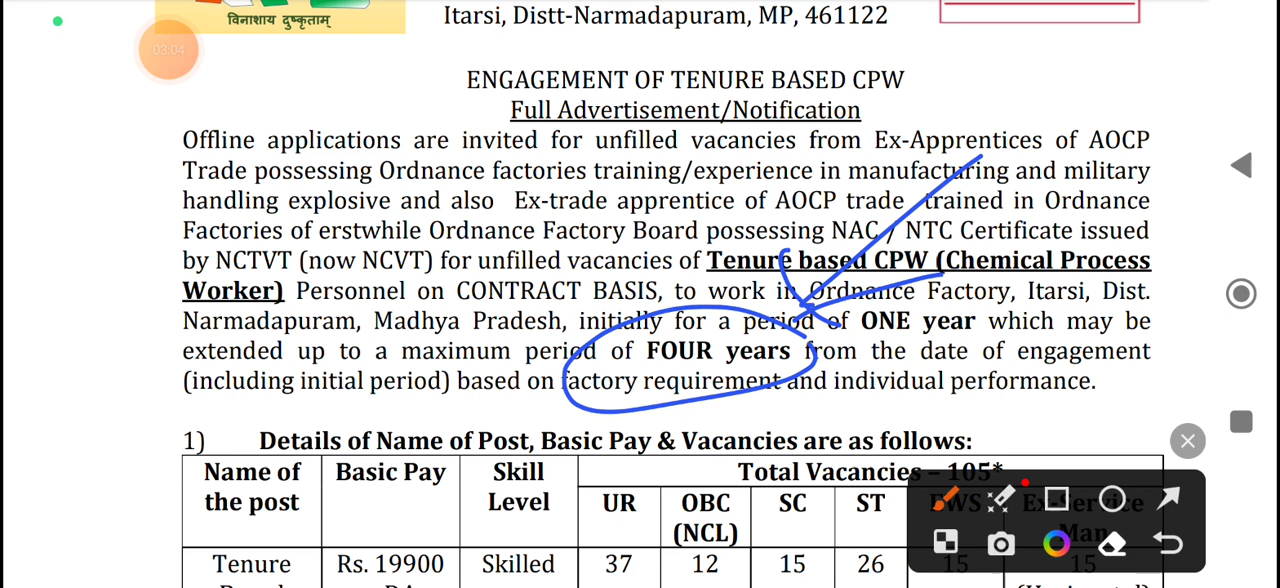 विनाशाय दुष्कृताम्
Itarsi, Distt-Narmadapuram, MP, 461122
03:04
ENGAGEMENT OF TENURE BASED CPW
Full Advertisement/Notification
Offline applications are invited for unfilled vacancies from Ex-Apprentices of AOCP
Trade possessing Ordnance factories training/experience in manufacturing and military
handling explosive and also Ex-trade apprentice of AOCP trade trained in Ordnance
Factories of erstwhile Ordnance Factory Board possessing NAC / NTC Certificate issued
by NCTVT (now NCVT) for unfilled vacancies of Tenure based CPW (Chemical Process
Worker) Personnel on CONTRACT BASIS, to work in Ordnance Factory, Itarsi, Dist.
Narmadapuram, Madhya Pradesh, initially for a period of ONE year which may be
extended up to a maximum period of FOUR years from the date of engagement
(including initial period) based on factory requirement and individual performance.
1) Details of Name of Post, Basic Pay & Vacancies are as follows:
Name of the post
Basic Pay
Skill Level
Total Vacancies – 105*
UR
OBC (NCL)
SC
ST
EWS
Ex-Service Man
Tenure
Rs. 19900
Skilled
37
12
15
26
15
15